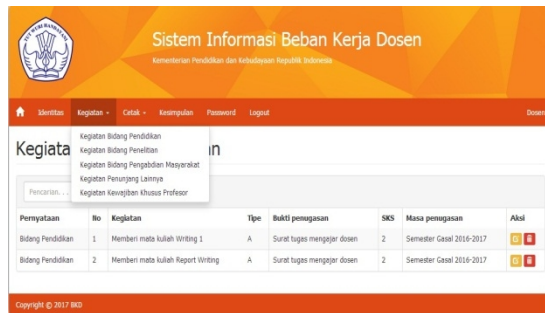 Sistem Informasi Beban Kerja Dosen
Kementerian Pendidikan dan Kebudayaan Republik Indonesia
Identitas Kegiatan Cetak Kesimpulan Password Logout Dosen
Kegiatan Bidang Pendidikan
Kegiatan Bidang Penelitian
Kegiatan Bidang Pengabdian Masyarakat
Kegiatan Penunjang Lainnya
Kegiatan Kewajiban Khusus Profesor
Kegiata n
Pencarian. . .
Pernyataan No Kegiatan Tipe Bukti penugasan SKS Masa penugasan Aksi
Bidang Pendidikan 1 Memberi mata kuliah Writing 1 A Surat tugas mengajar dosen 2 Semester Gasal 2016-2017
Bidang Pendidikan 2 Memberi mata kuliah Report Writing A Surat tugas mengajar dosen 2 Semester Gasal 2016-2017
Copyright © 2017 BKD